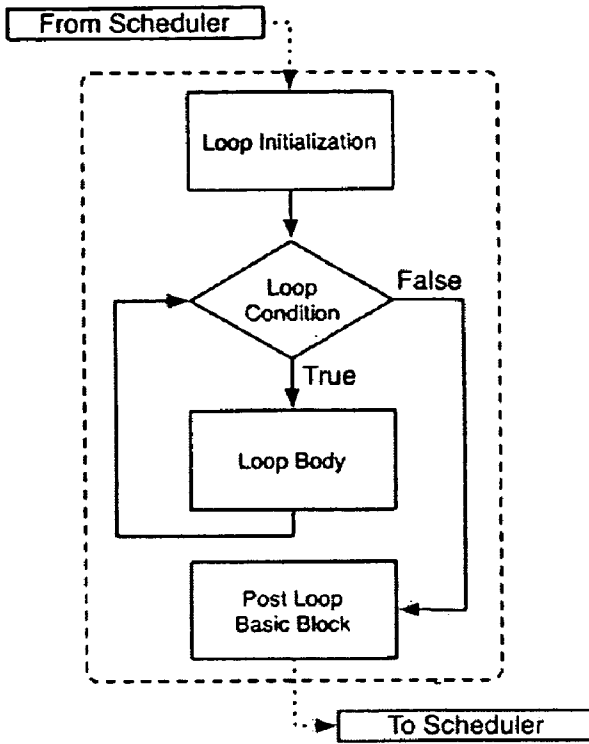 From Scheduler
Loop Initialization
Loop
Condition
False
True
Loop Body
Post Loop
Basic Block
To Scheduler